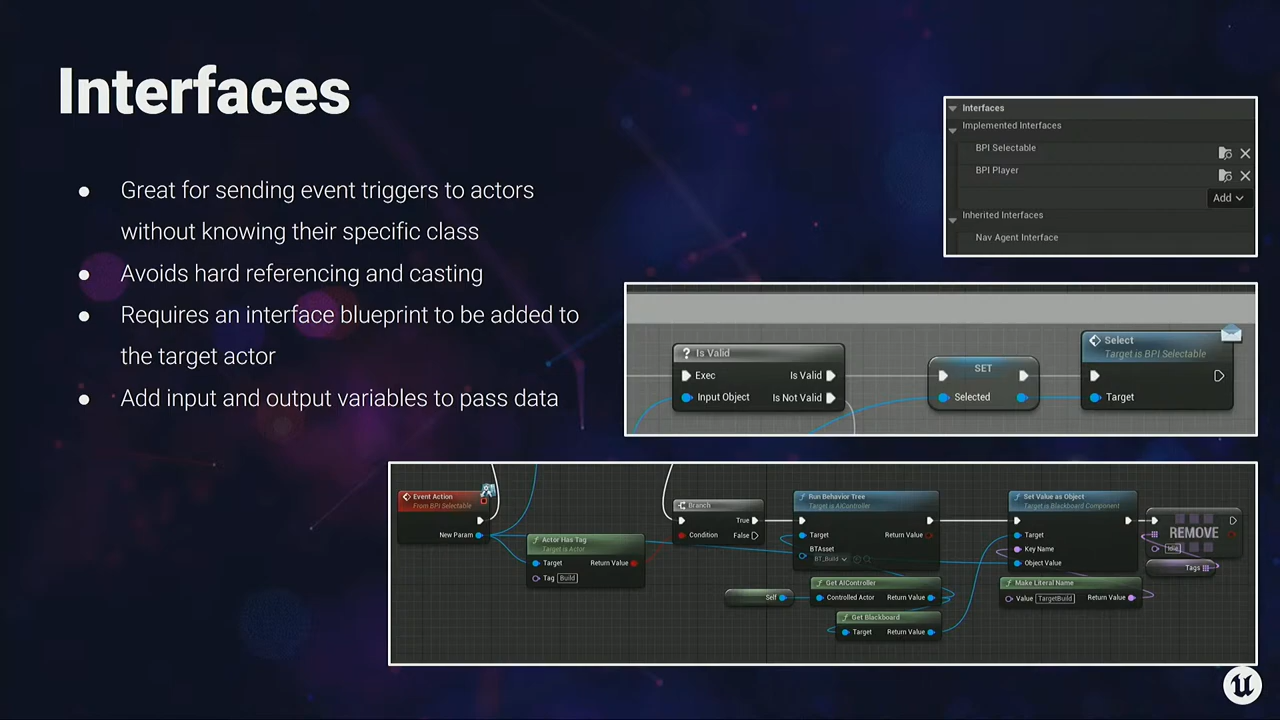 Interfaces
● Great for sending event triggers to actors
without knowing their specific class
● Avoids hard referencing and casting
● Requires an interface blueprint to be added to
the target actor
● Add input and output variables to pass data
Interfaces
Implemented Interfaces
BPI Selectable
BPI Player
Add
Inherited Interfaces
Nav Agent Interface
? Is Valid
Exec Is Valid
Input Object Is Not Valid
SET
Selected
Select
Target is BPI Selectable
Target
Event Action
From BPI Selectable
New Param
Actor Has Tag
Target is Actor
Target Return Value
Tag Build
Branch
True
Condition False
Run Behavior Tree
Target is AIController
Target Return Value
BTAsset
BT_Build
Self
Get AIController
Controlled Actor Return Value
Get Blackboard
Target Return Value
Set Value as Object
Target is Blackboard Component
Target
Key Name
Object Value
Make Literal Name
Value TargetBuild Return Value
REMOVE
Idle
Tags